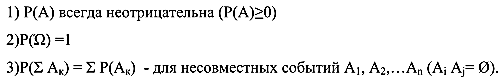 1) P(A) всегда неотрицательна (P(A)≥0)
2)P(Ω) =1
3)P(Σ Aк) = Σ P(Aк)  - для несовместных событий A₁, A₂,…Aₙ (Aᵢ Aⱼ= Ø).